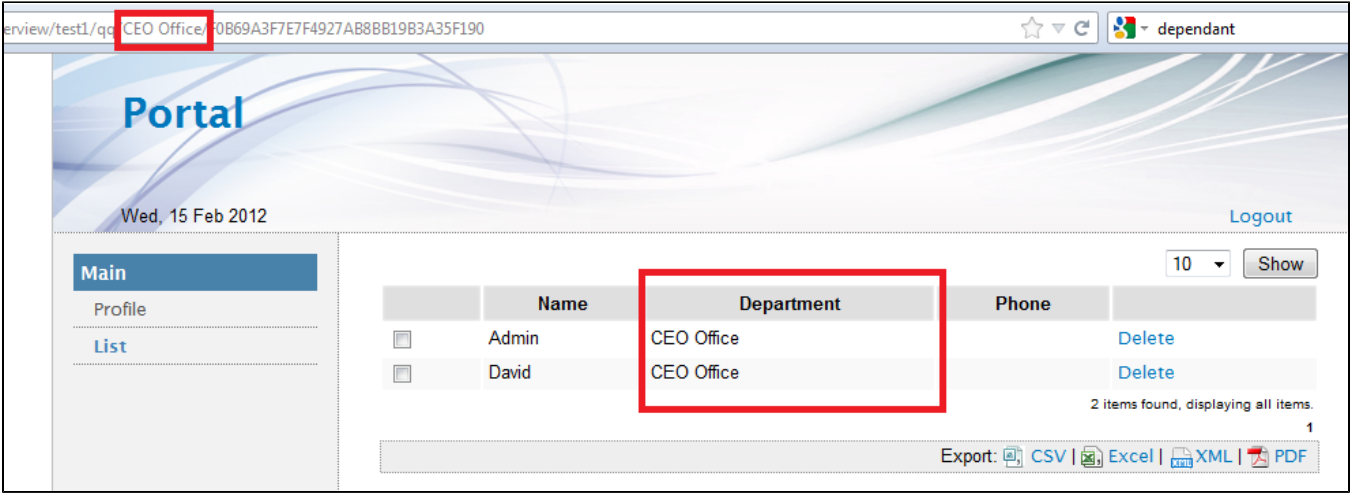 erview/test1/qq/CEO Office/F0B69A3F7E7F4927AB8BB19B3A35F190
dependant
Portal
Wed, 15 Feb 2012
Logout
Main
Profile
List
10 Show
Name Department Phone
Admin CEO Office Delete
David CEO Office Delete
2 items found, displaying all items.
1
Export: CSV | Excel | XML | PDF